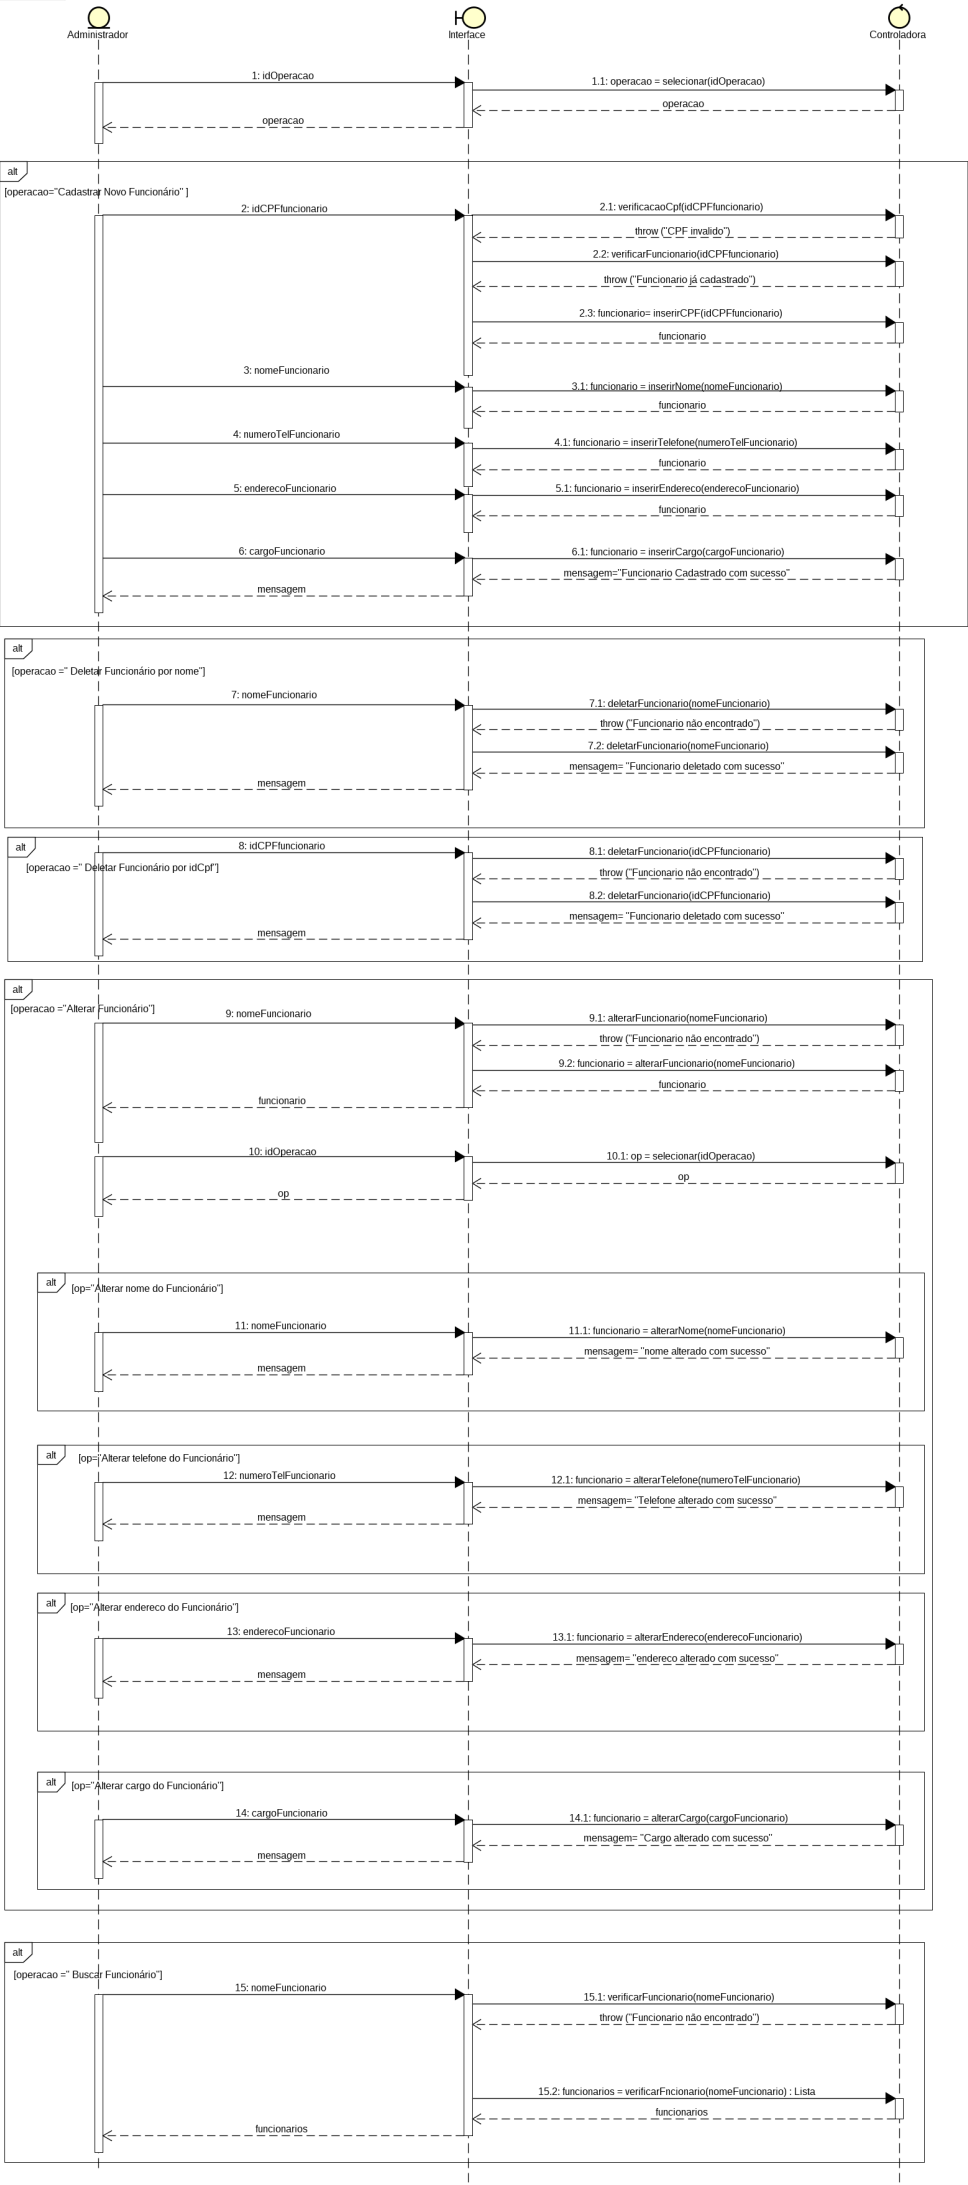 Administrador
Interface
Controladora
1: idOperacao
1.1: operacao = selecionar(idOperacao)
operacao
operacao
alt
[operacao="Cadastrar Novo Funcionário" ]
2: idCPFfuncionario
2.1: verificacaoCpf(idCPFfuncionario)
throw ("CPF invalido")
2.2: verificarFuncionario(idCPFfuncionario)
throw ("Funcionario já cadastrado")
2.3: funcionario= inserirCPF(idCPFfuncionario)
funcionario
3: nomeFuncionario
3.1: funcionario = inserirNome(nomeFuncionario)
funcionario
4: numeroTelFuncionario
4.1: funcionario = inserirTelefone(numeroTelFuncionario)
funcionario
5: enderecoFuncionario
5.1: funcionario = inserirEndereco(enderecoFuncionario)
funcionario
6: cargoFuncionario
6.1: funcionario = inserirCargo(cargoFuncionario)
mensagem="Funcionario Cadastrado com sucesso"
mensagem
alt
[operacao =" Deletar Funcionário por nome"]
7: nomeFuncionario
7.1: deletarFuncionario(nomeFuncionario)
throw ("Funcionario não encontrado")
7.2: deletarFuncionario(nomeFuncionario)
mensagem= "Funcionario deletado com sucesso"
mensagem
alt
[operacao =" Deletar Funcionário por idCpf"]
8: idCPFfuncionario
8.1: deletarFuncionario(idCPFfuncionario)
throw ("Funcionario não encontrado")
8.2: deletarFuncionario(idCPFfuncionario)
mensagem= "Funcionario deletado com sucesso"
mensagem
alt
[operacao ="Alterar Funcionário"]
9: nomeFuncionario
9.1: alterarFuncionario(nomeFuncionario)
throw ("Funcionario não encontrado")
9.2: funcionario = alterarFuncionario(nomeFuncionario)
funcionario
funcionario
10: idOperacao
10.1: op = selecionar(idOperacao)
op
op
alt
[op="Alterar nome do Funcionário"]
11: nomeFuncionario
11.1: funcionario = alterarNome(nomeFuncionario)
mensagem= "nome alterado com sucesso"
mensagem
alt
[op="Alterar telefone do Funcionário"]
12: numeroTelFuncionario
12.1: funcionario = alterarTelefone(numeroTelFuncionario)
mensagem= "Telefone alterado com sucesso"
mensagem
alt
[op="Alterar endereco do Funcionário"]
13: enderecoFuncionario
13.1: funcionario = alterarEndereco(enderecoFuncionario)
mensagem= "endereco alterado com sucesso"
mensagem
alt
[op="Alterar cargo do Funcionário"]
14: cargoFuncionario
14.1: funcionario = alterarCargo(cargoFuncionario)
mensagem= "Cargo alterado com sucesso"
mensagem
alt
[operacao =" Buscar Funcionário"]
15: nomeFuncionario
15.1: verificarFuncionario(nomeFuncionario)
throw ("Funcionario não encontrado")
15.2: funcionarios = verificarFncionario(nomeFuncionario) : Lista
funcionarios
funcionarios